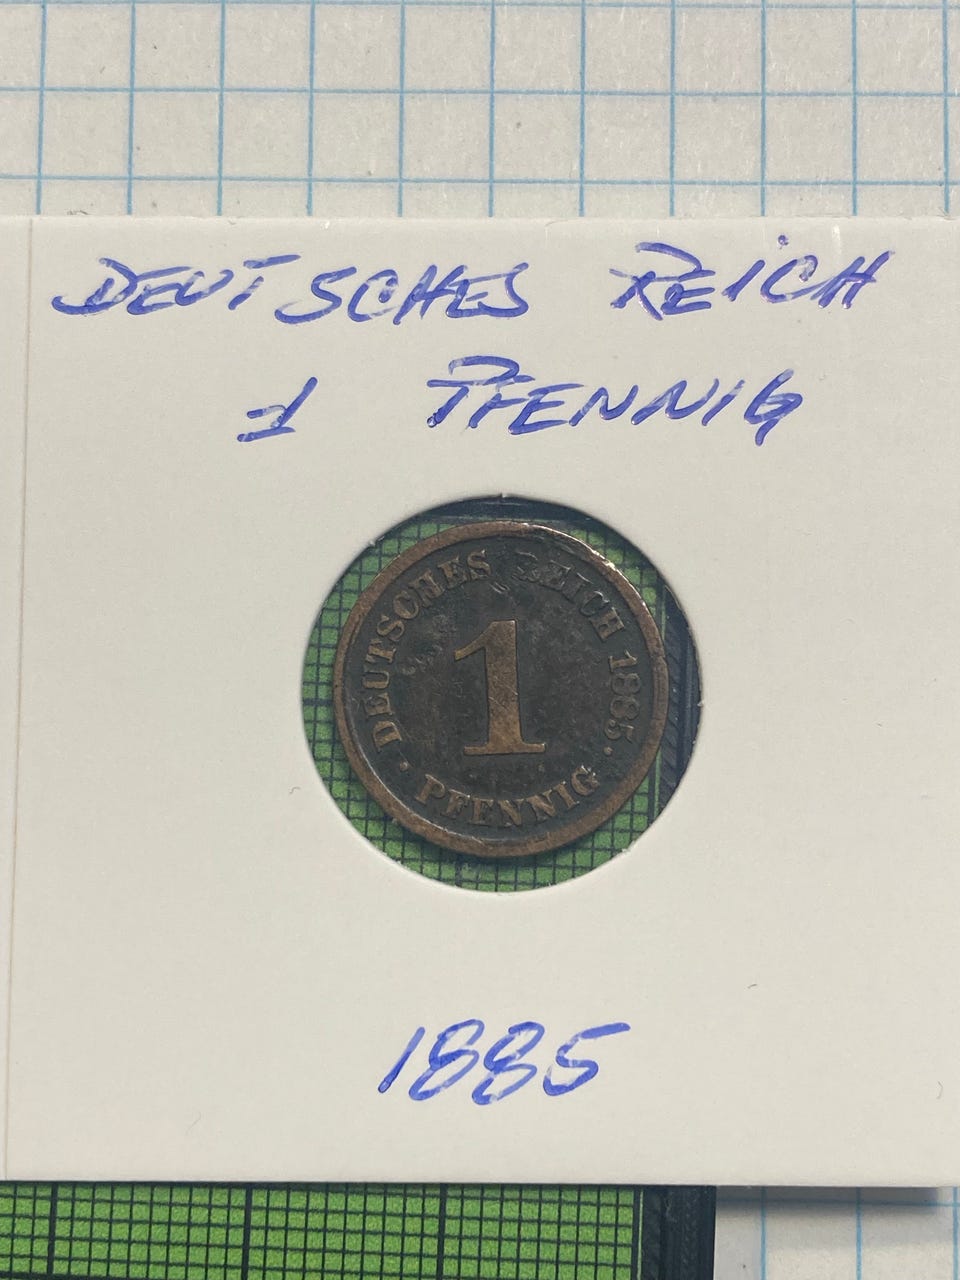 DEUTSCHES REICH
1 PFENNIG
DEUTSCHES REICH 1885.
1
· PFENNIG
1885